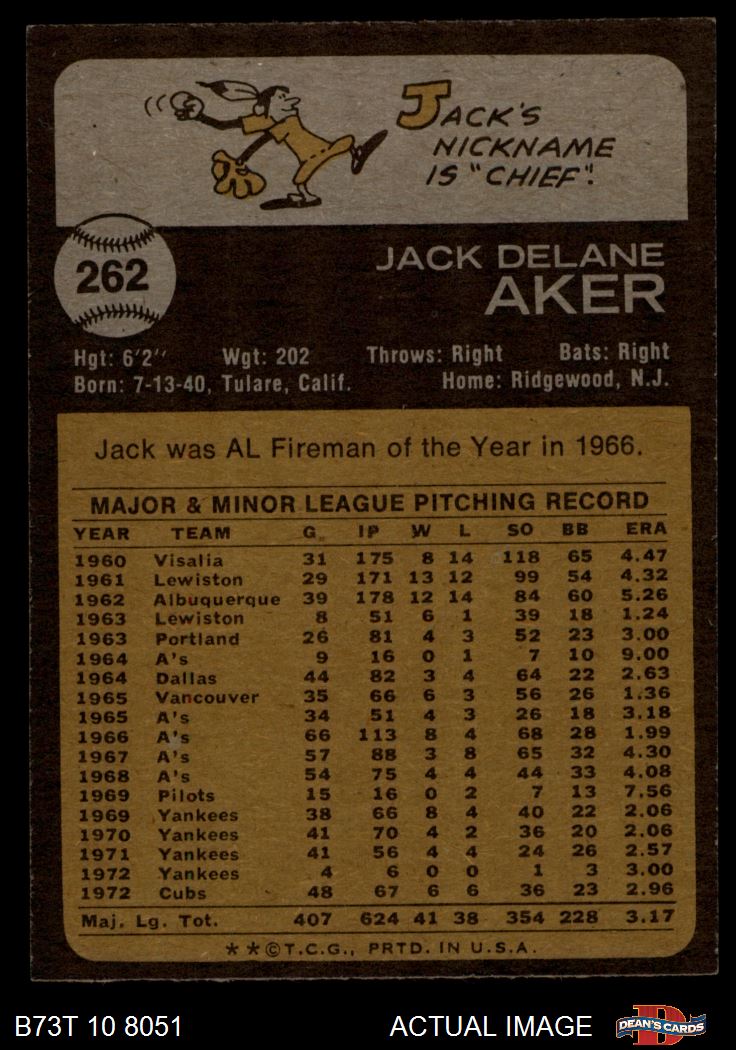 JACK'S
NICKNAME
IS "CHIEF".
262
JACK DELANE
AKER
Hgt: 6'2" Wgt: 202 Throws: Right Bats: Right
Born: 7-13-40, Tulare, Calif. Home: Ridgewood, N.J.
Jack was AL Fireman of the Year in 1966.
MAJOR & MINOR LEAGUE PITCHING RECORD
YEAR TEAM G IP W L SO BB ERA
1960 Visalia 31 175 8 14 118 65 4.47
1961 Lewiston 29 171 13 12 99 54 4.32
1962 Albuquerque 39 178 12 14 84 60 5.26
1963 Lewiston 8 51 6 1 39 18 1.24
1963 Portland 26 81 4 3 52 23 3.00
1964 A's 9 16 0 1 7 10 9.00
1964 Dallas 44 82 3 4 64 22 2.63
1965 Vancouver 35 66 6 3 56 26 1.36
1965 A's 34 51 4 3 26 18 3.18
1966 A's 66 113 8 4 68 28 1.99
1967 A's 57 88 3 8 65 32 4.30
1968 A's 54 75 4 4 44 33 4.08
1969 Pilots 15 16 0 2 7 13 7.56
1969 Yankees 38 66 8 4 40 22 2.06
1970 Yankees 41 70 4 2 36 20 2.06
1971 Yankees 41 56 4 4 24 26 2.57
1972 Yankees 4 6 0 0 1 3 3.00
1972 Cubs 48 67 6 6 36 23 2.96
Maj. Lg. Tot. 407 624 41 38 354 228 3.17
**©T.C.G., PRTD. IN U.S.A.
B73T 10 8051 ACTUAL IMAGE
D
DEAN'S CARDS